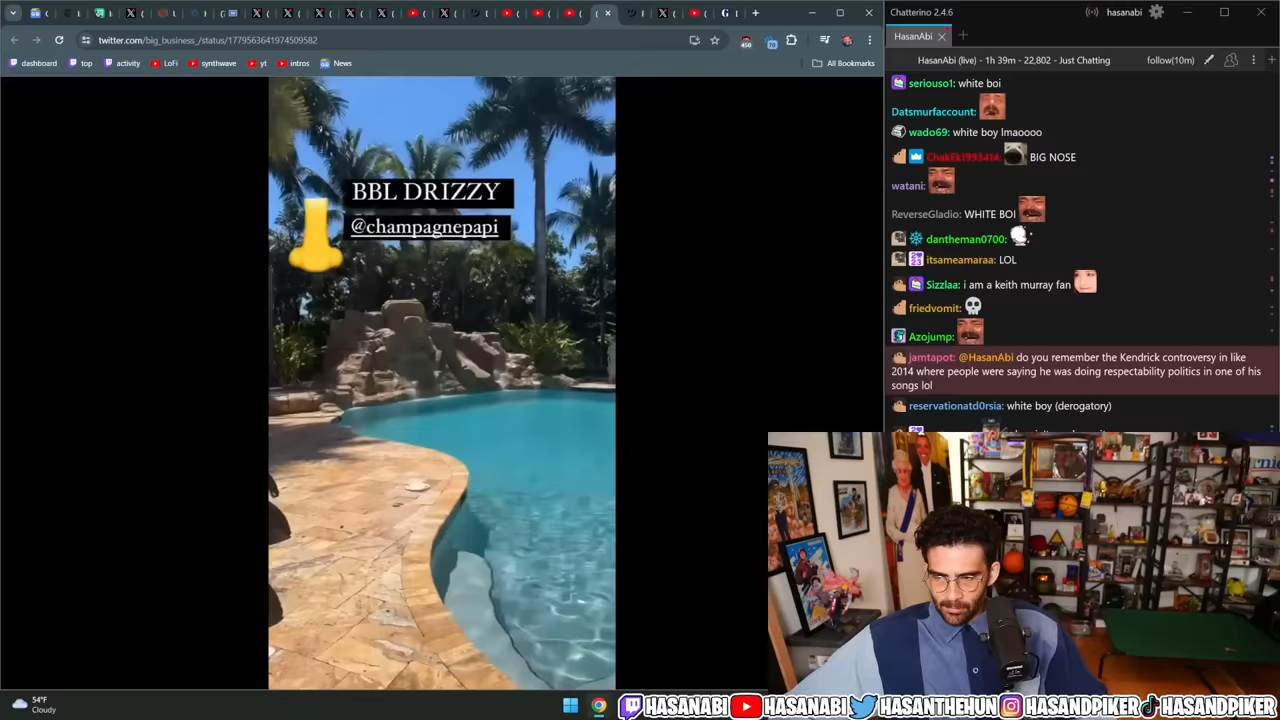 twitter.com/big_business_/status/1779563641974509582
450
70
dashboard
top
activity
LoFi
synthwave
yt
intros
News
All Bookmarks
BBL DRIZZY
@champagnepapi
Chatterino 2.4.6
hasanabi
HasanAbi
HasanAbi (live) - 1h 39m - 22,802 - Just Chatting
follow(10m)
seriouso1: white boi
Datsmurfaccount:
wado69: white boy lmaoooo
ChakEk1993414: BIG NOSE
watani:
ReverseGladio: WHITE BOI
dantheman0700:
itsameamaraa: LOL
Sizzlaa: i am a keith murray fan
friedvomit:
Azojump:
jamtapot: @HasanAbi do you remember the Kendrick controversy in like
2014 where people were saying he was doing respectability politics in one of his
songs lol
reservationatd0rsia: white boy (derogatory)
54°F
Cloudy
HASANABI HASANABI HASANTHEHUN HASANDPIKER HASANDPIKER